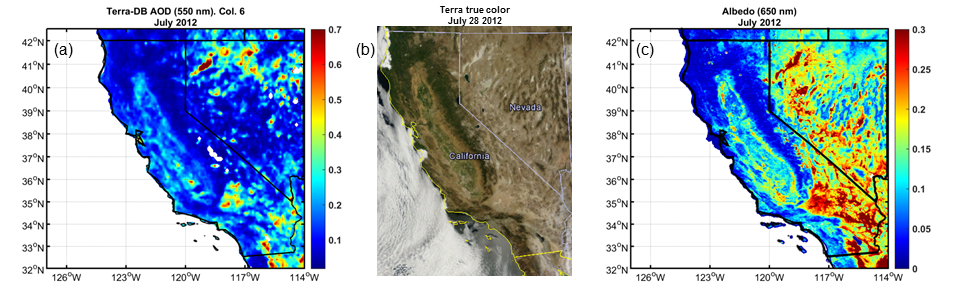 Terra-DB AOD (550 nm). Col. 6
July 2012
(a)
42°N
41°N
40°N
39°N
38°N
37°N
36°N
35°N
34°N
33°N
32°N
126°W
123°W
120°W
117°W
114°W
0.7
0.6
0.5
0.4
0.3
0.2
0.1
Terra true color
July 28 2012
(b)
Nevada
California
Albedo (650 nm)
July 2012
(c)
42°N
41°N
40°N
39°N
38°N
37°N
36°N
35°N
34°N
33°N
32°N
126°W
123°W
120°W
117°W
114°W
0.3
0.25
0.2
0.15
0.1
0.05
0